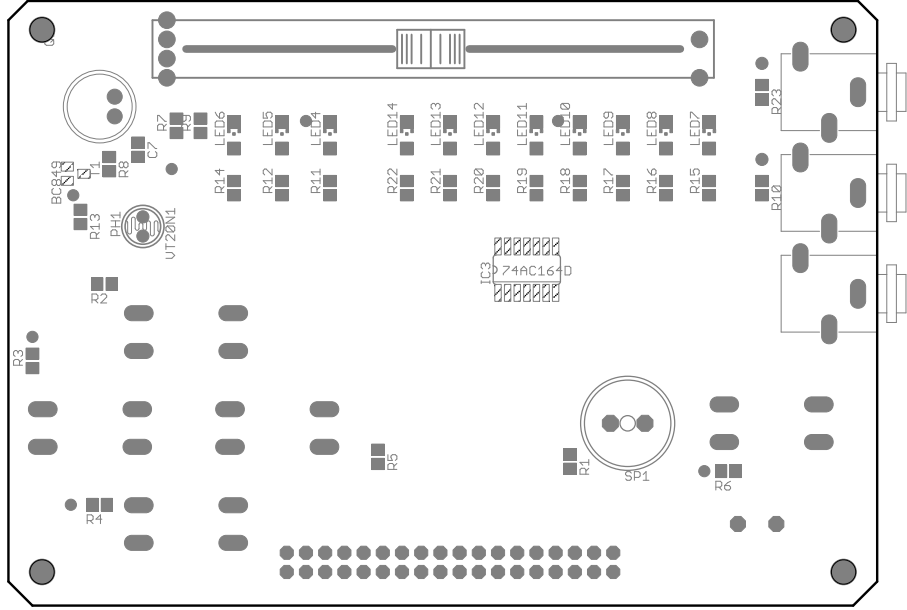 R23
R7
R9
LED6
LED5
LED4
LED14
LED13
LED12
LED11
LED10
LED9
LED8
LED7
C7
BC849
T1
R8
R14
R12
R11
R22
R21
R20
R19
R18
R17
R16
R15
R10
R13
PH1
VT20N1
IC3
74AC164D
R2
R3
R5
R1
SP1
R6
R4